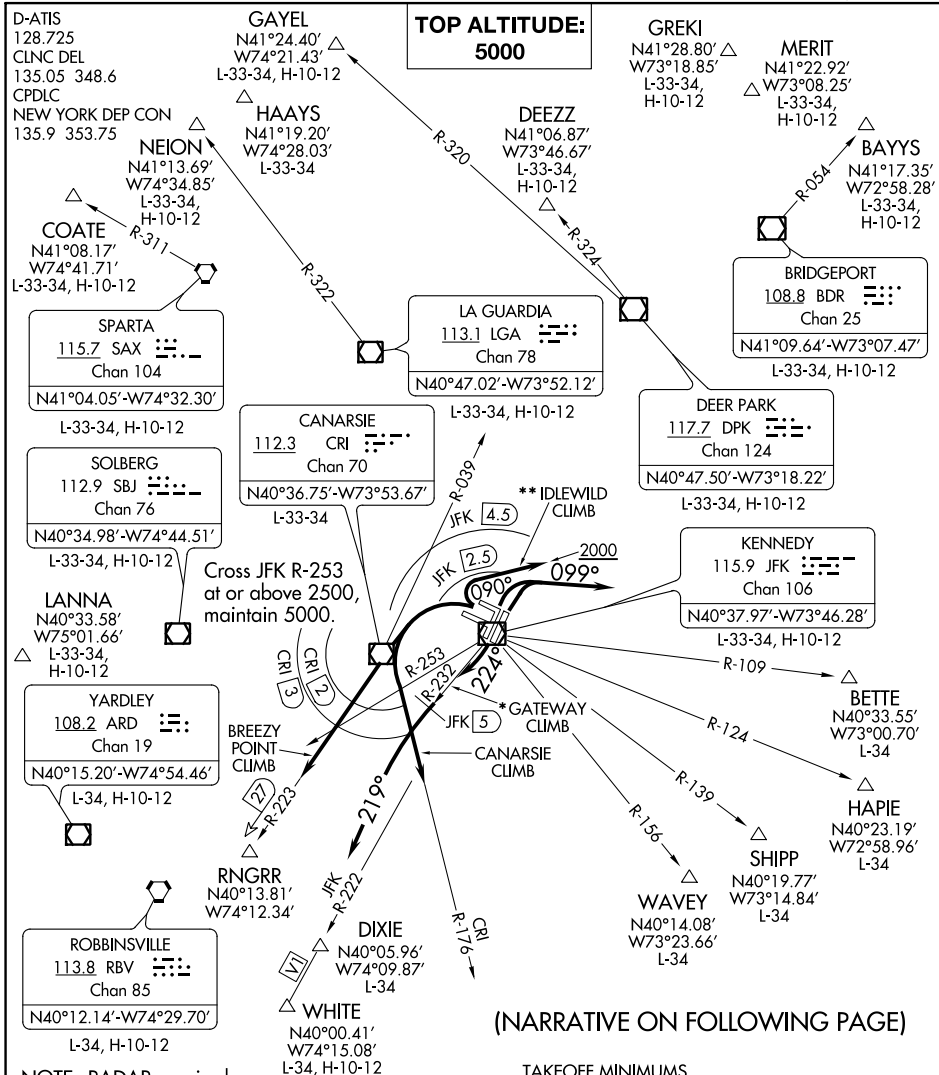 D-ATIS
128.725
CLNC DEL
135.05 348.6
CPDLC
NEW YORK DEP CON
135.9 353.75
TOP ALTITUDE:
5000
GAYEL
N41°24.40′
W74°21.43′
L-33-34, H-10-12
HAAYS
N41°19.20′
W74°28.03′
L-33-34
NEION
N41°13.69′
W74°34.85′
L-33-34,
H-10-12
COATE
N41°08.17′
W74°41.71′
L-33-34, H-10-12
GREKI
N41°28.80′
W73°18.85′
L-33-34,
H-10-12
MERIT
N41°22.92′
W73°08.25′
L-33-34,
H-10-12
DEEZZ
N41°06.87′
W73°46.67′
L-33-34,
H-10-12
BAYYS
N41°17.35′
W72°58.28′
L-33-34,
H-10-12
R-320
R-324
R-054
R-311
R-322
SPARTA
115.7 SAX
Chan 104
N41°04.05′-W74°32.30′
L-33-34, H-10-12
LA GUARDIA
113.1 LGA
Chan 78
N40°47.02′-W73°52.12′
L-33-34, H-10-12
BRIDGEPORT
108.8 BDR
Chan 25
N41°09.64′-W73°07.47′
L-33-34, H-10-12
DEER PARK
117.7 DPK
Chan 124
N40°47.50′-W73°18.22′
L-33-34, H-10-12
CANARSIE
112.3 CRI
Chan 70
N40°36.75′-W73°53.67′
L-33-34
SOLBERG
112.9 SBJ
Chan 76
N40°34.98′-W74°44.51′
L-33-34, H-10-12
KENNEDY
115.9 JFK
Chan 106
N40°37.97′-W73°46.28′
L-33-34, H-10-12
R-039
JFK 4.5
JFK 2.5
** IDLEWILD
CLIMB
2000
090°
099°
Cross JFK R-253
at or above 2500,
maintain 5000.
LANNA
N40°33.58′
W75°01.66′
L-33-34,
H-10-12
CRI 3
CRI 2
R-253
R-232
224°
*GATEWAY
CLIMB
JFK 5
CANARSIE
CLIMB
BREEZY
POINT
CLIMB
YARDLEY
108.2 ARD
Chan 19
N40°15.20′-W74°54.46′
L-34, H-10-12
27
R-223
219°
JFK
R-222
CRI
R-176
R-109
R-124
R-139
R-156
BETTE
N40°33.55′
W73°00.70′
L-34
HAPIE
N40°23.19′
W72°58.96′
L-34
SHIPP
N40°19.77′
W73°14.84′
L-34
WAVEY
N40°14.08′
W73°23.66′
L-34
RNGRR
N40°13.81′
W74°12.34′
DIXIE
N40°05.96′
W74°09.87′
L-34
V1
WHITE
N40°00.41′
W74°15.08′
L-34, H-10-12
ROBBINSVILLE
113.8 RBV
Chan 85
N40°12.14′-W74°29.70′
L-34, H-10-12
(NARRATIVE ON FOLLOWING PAGE)
NOTE: RADAR required
TAKEOFF MINIMUMS